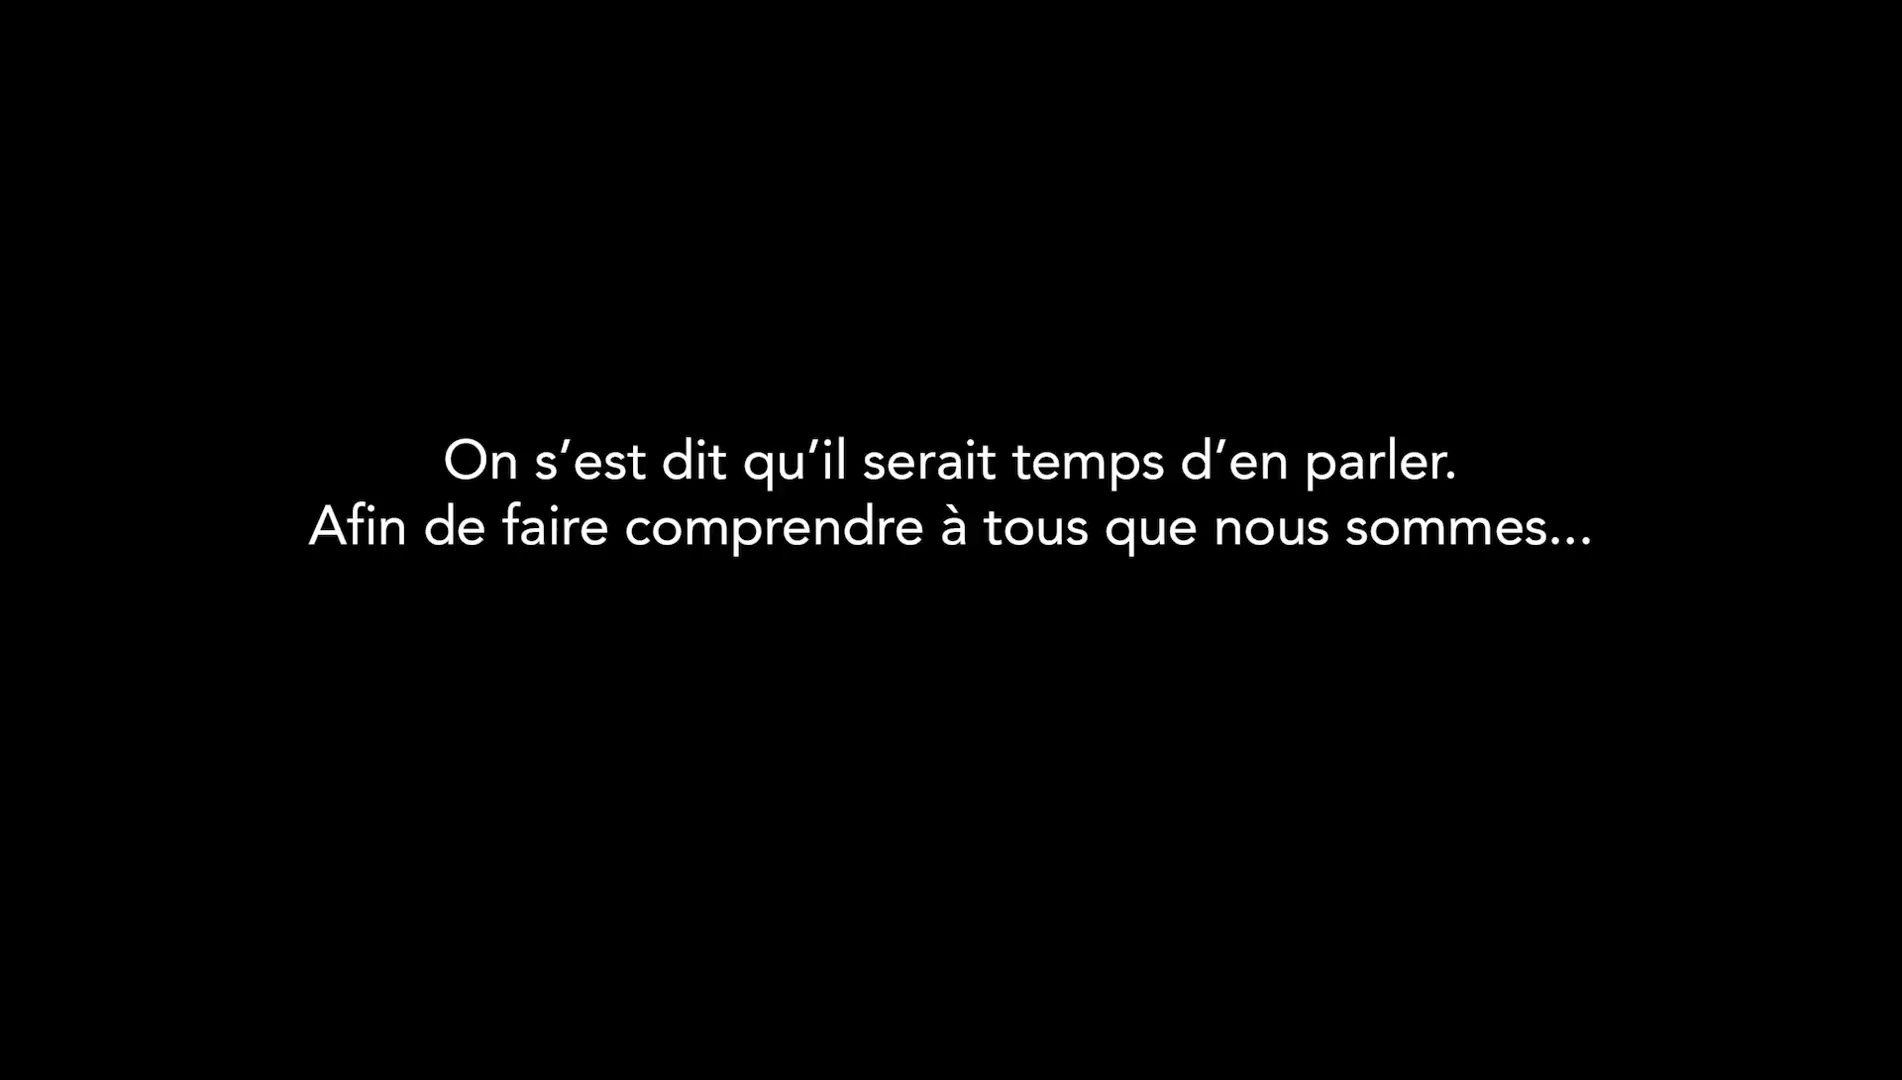 On s’est dit qu’il serait temps d’en parler.
Afin de faire comprendre à tous que nous sommes...